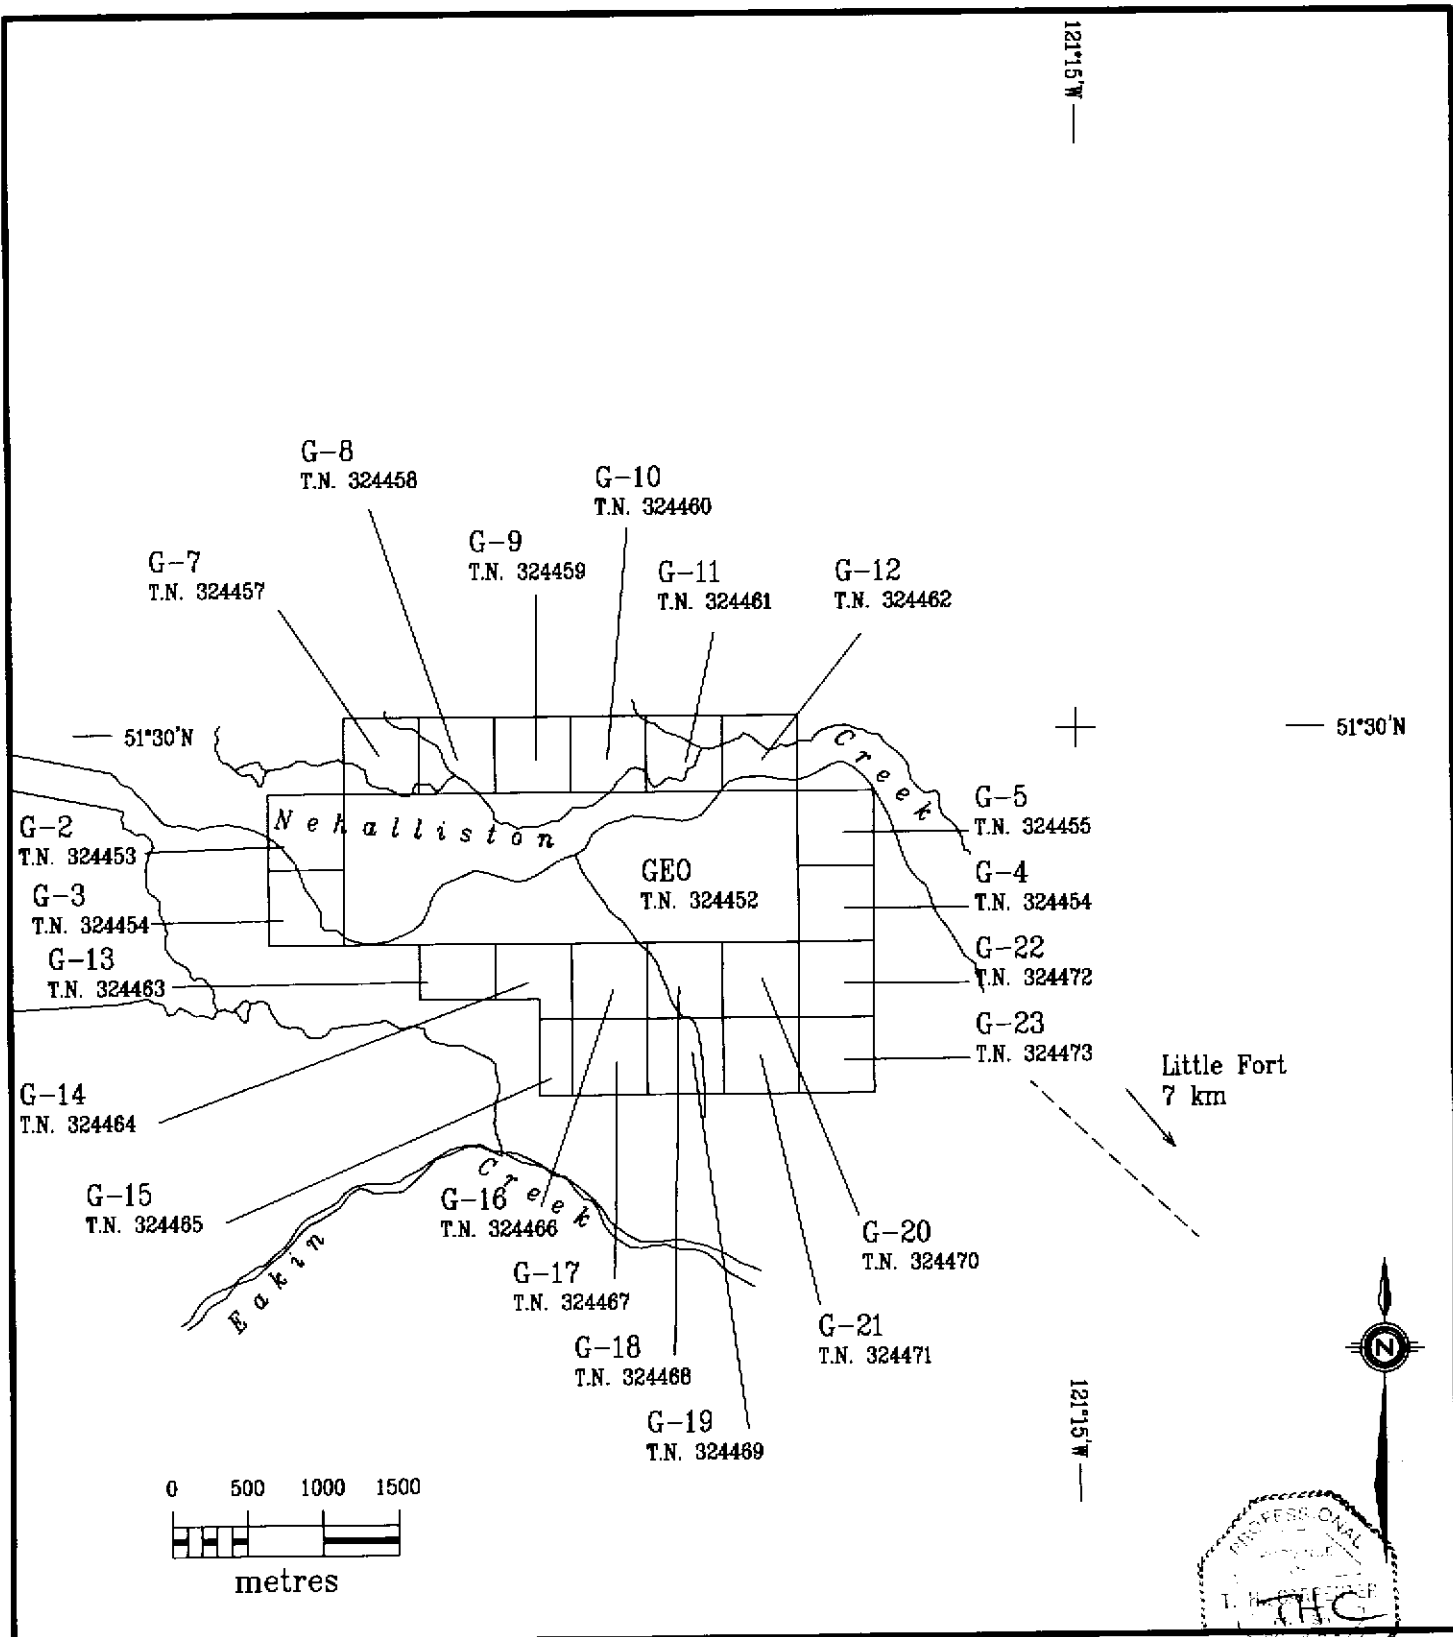 121°15'W
G-8
T.N. 324458
G-10
T.N. 324460
G-9
T.N. 324459
G-7
T.N. 324457
G-11
T.N. 324461
G-12
T.N. 324462
51°30'N
51°30'N
Creek
Nehalliston
G-5
T.N. 324455
G-2
T.N. 324453
GEO
T.N. 324452
G-4
T.N. 324454
G-3
T.N. 324454
G-22
T.N. 324472
G-13
T.N. 324463
G-23
T.N. 324473
Little Fort
7 km
G-14
T.N. 324464
G-15
T.N. 324465
Eakin Creek
G-16
T.N. 324466
G-20
T.N. 324470
G-17
T.N. 324467
G-21
T.N. 324471
G-18
T.N. 324468
G-19
T.N. 324469
121°15'W
N
0 500 1000 1500
metres
PROFESSIONAL
THC